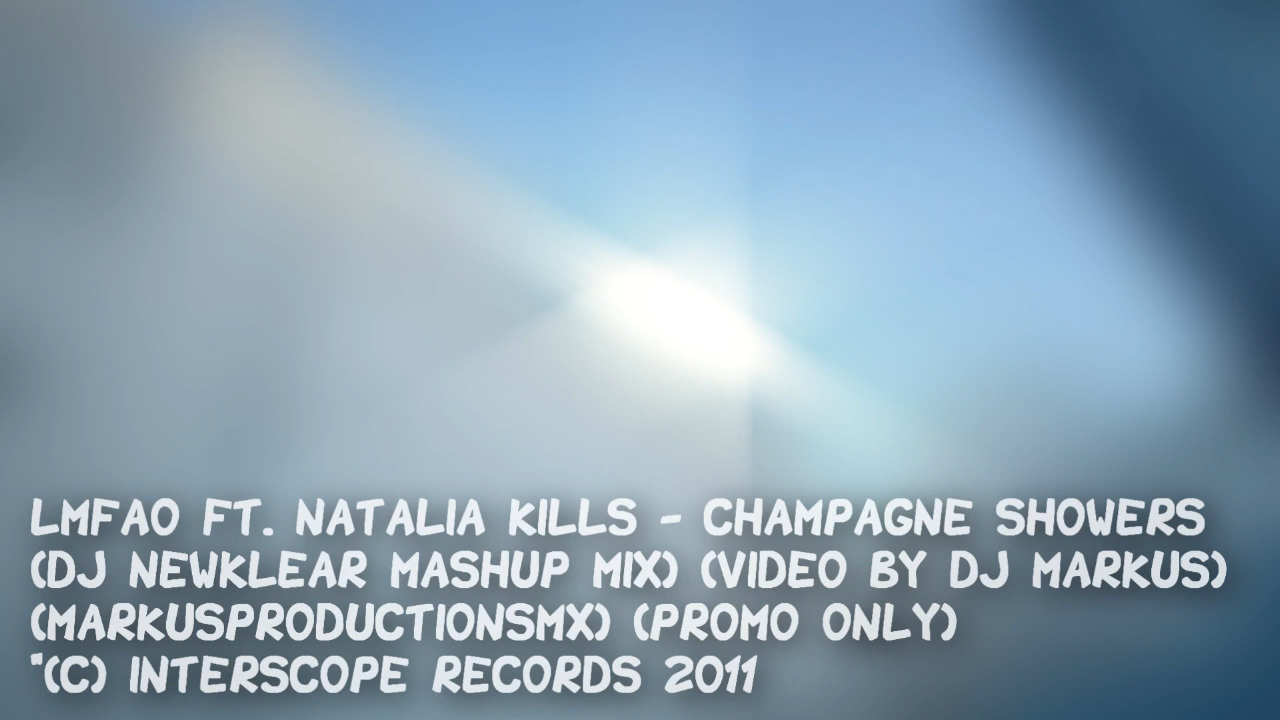 LMFAO FT. NATALIA KILLS - CHAMPAGNE SHOWERS
(DJ NEWKLEAR MASHUP MIX) (VIDEO BY DJ MARKUS)
(MARKUSPRODUCTIONSMX) (PROMO ONLY)
"(C) INTERSCOPE RECORDS 2011